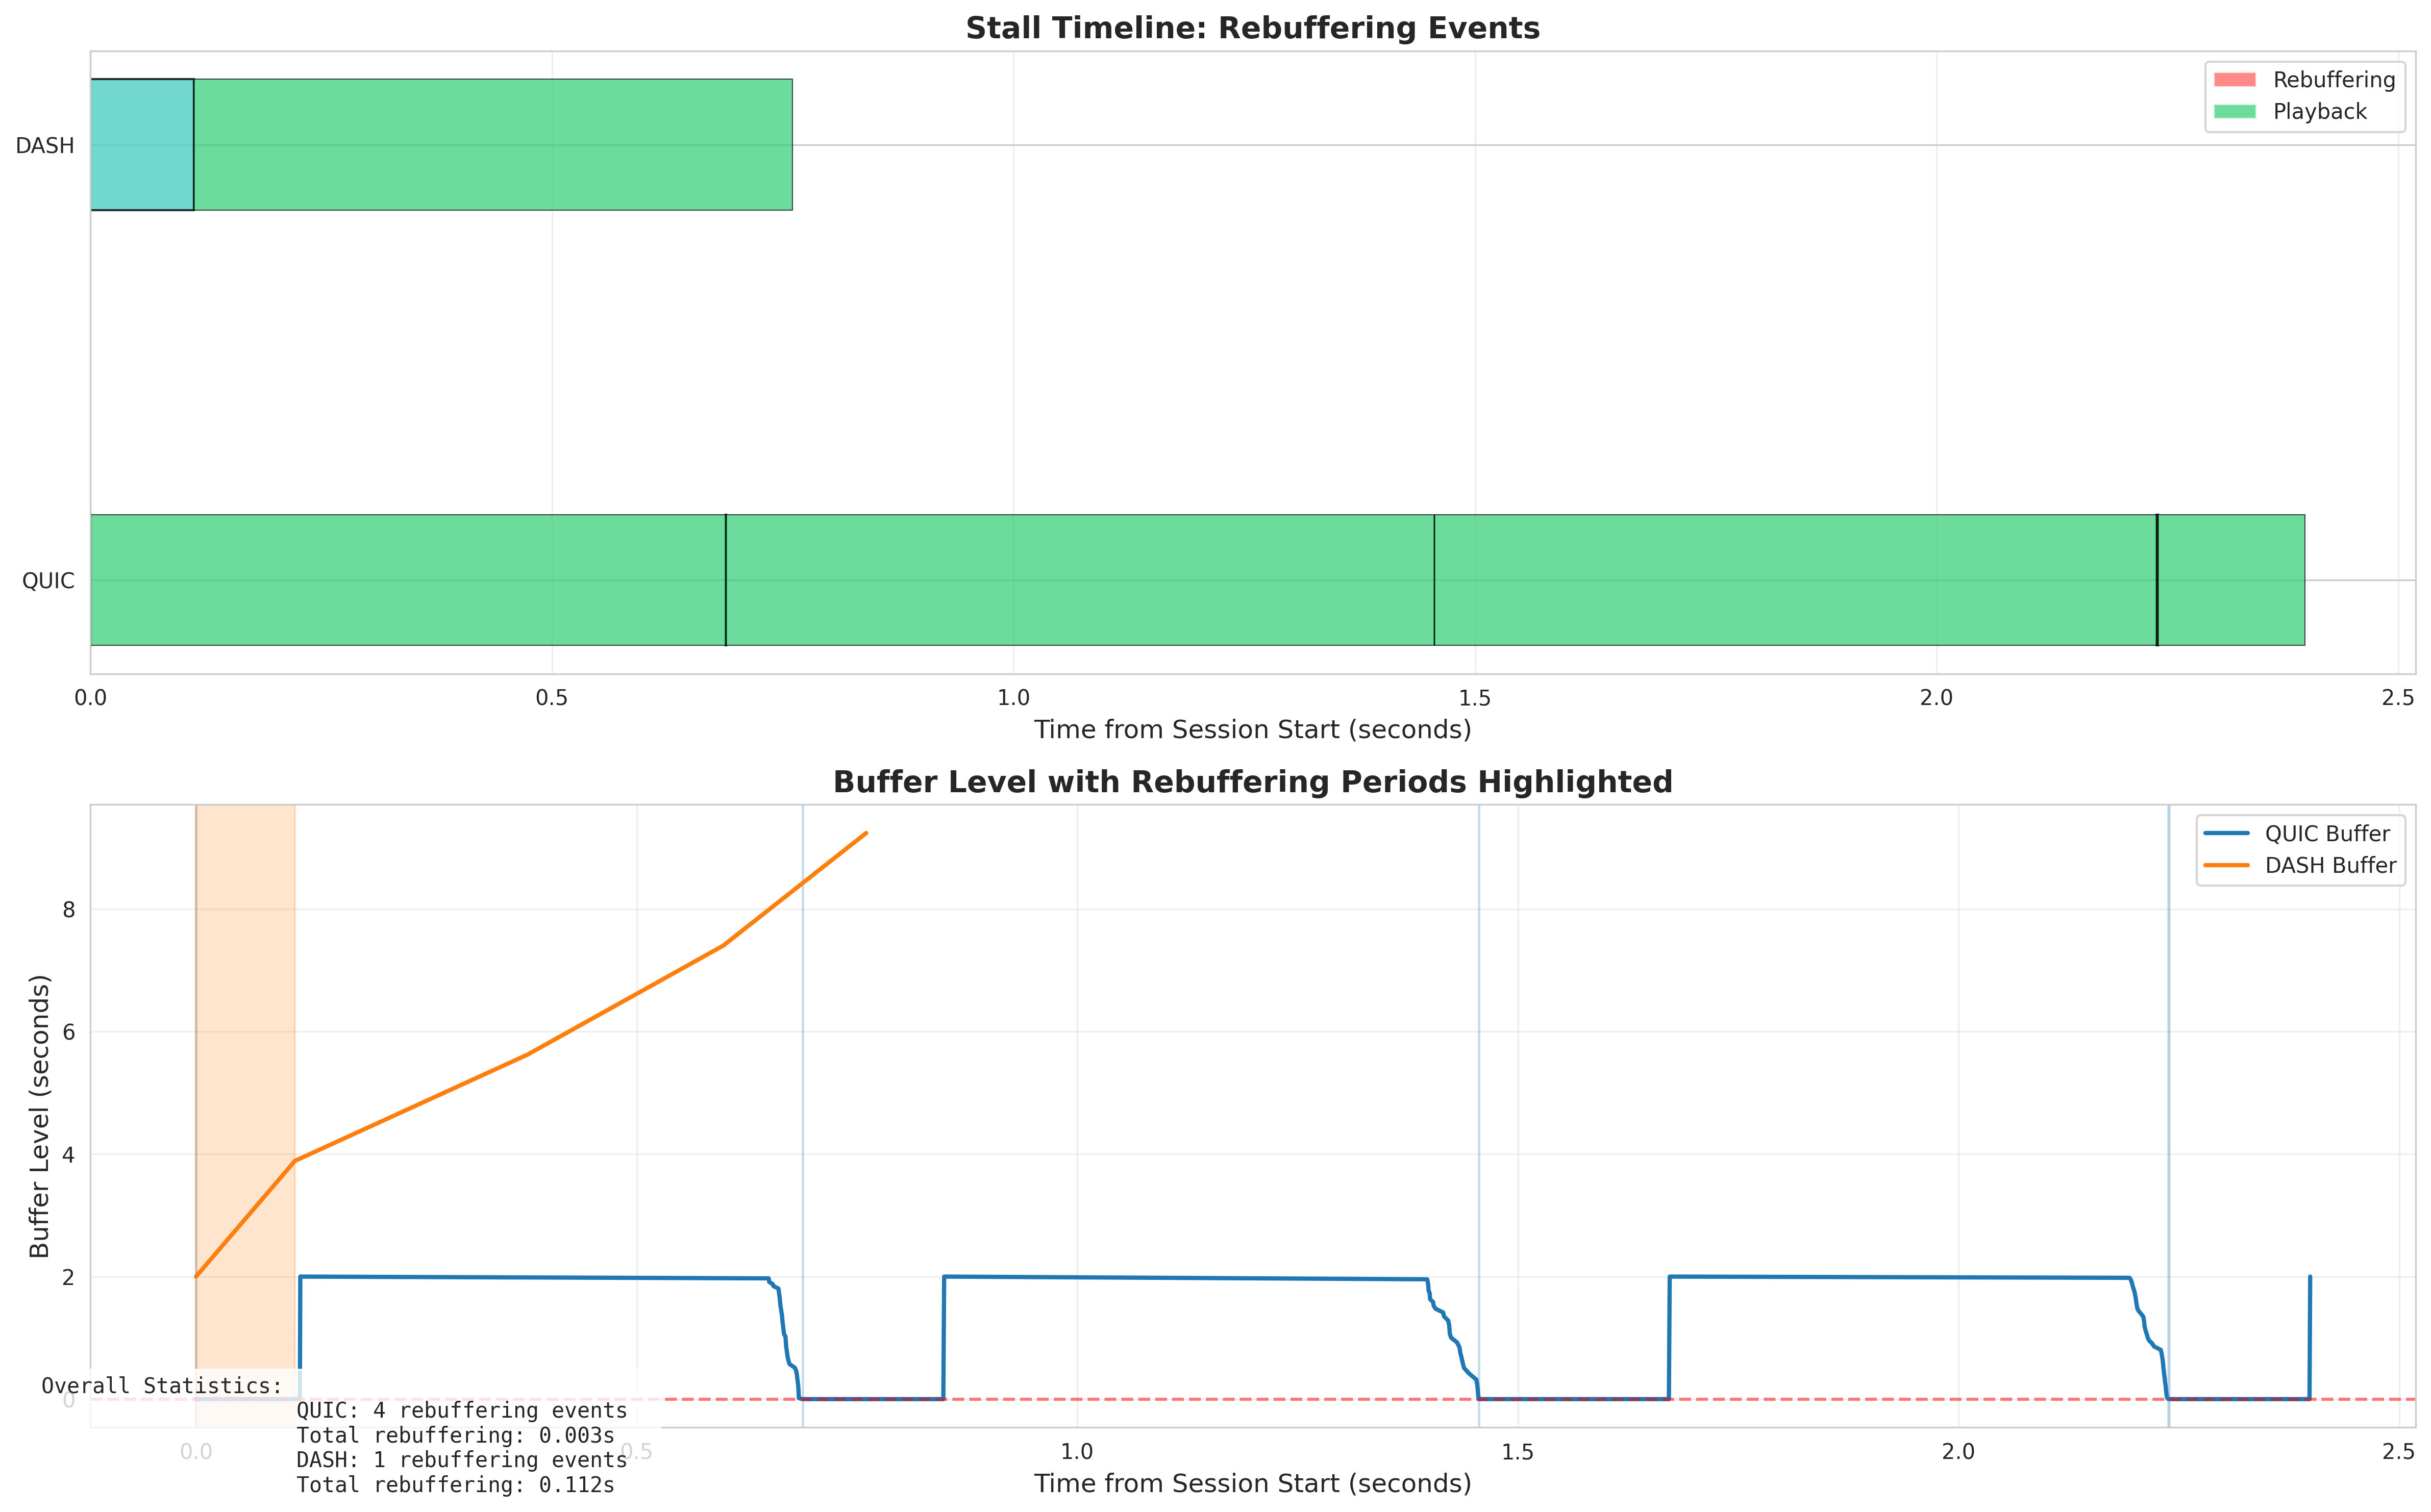 Stall Timeline: Rebuffering Events
Rebuffering
Playback
DASH
QUIC
0.0
0.5
1.0
1.5
2.0
2.5
Time from Session Start (seconds)
Buffer Level with Rebuffering Periods Highlighted
QUIC Buffer
DASH Buffer
Buffer Level (seconds)
8
6
4
2
0
Overall Statistics:
QUIC: 4 rebuffering events
Total rebuffering: 0.003s
DASH: 1 rebuffering events
Total rebuffering: 0.112s
0.0
0.5
1.0
1.5
2.0
2.5
Time from Session Start (seconds)